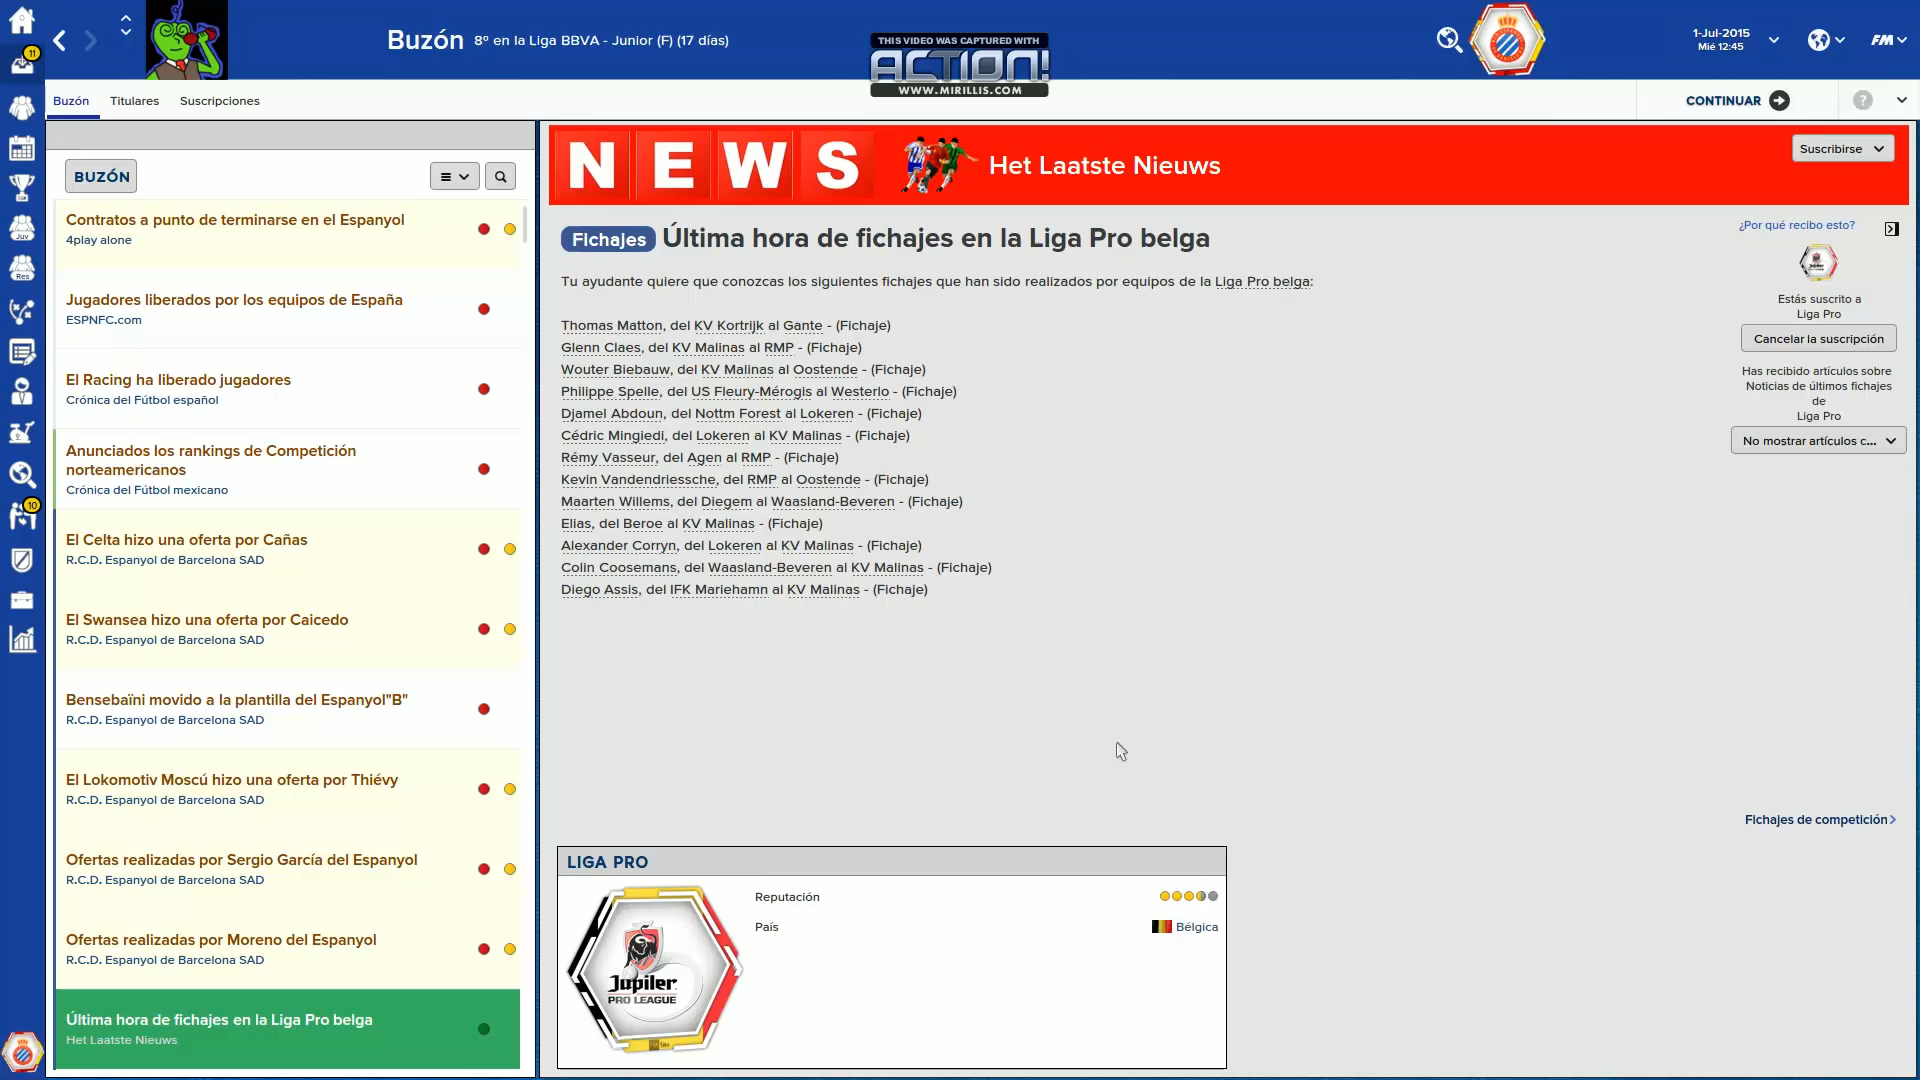 11
Buzón
8º en la Liga BBVA - Junior (F) (17 días)
THIS VIDEO WAS CAPTURED WITH
ACTION!
WWW.MIRILLIS.COM
1-Jul-2015
Mié 12:45
FM
Buzón
Titulares
Suscripciones
CONTINUAR
?
Juv
Res
10
BUZÓN
Contratos a punto de terminarse en el Espanyol
4play alone
Jugadores liberados por los equipos de España
ESPNFC.com
El Racing ha liberado jugadores
Crónica del Fútbol español
Anunciados los rankings de Competición
norteamericanos
Crónica del Fútbol mexicano
El Celta hizo una oferta por Cañas
R.C.D. Espanyol de Barcelona SAD
El Swansea hizo una oferta por Caicedo
R.C.D. Espanyol de Barcelona SAD
Bensebaïni movido a la plantilla del Espanyol"B"
R.C.D. Espanyol de Barcelona SAD
El Lokomotiv Moscú hizo una oferta por Thiévy
R.C.D. Espanyol de Barcelona SAD
Ofertas realizadas por Sergio García del Espanyol
R.C.D. Espanyol de Barcelona SAD
Ofertas realizadas por Moreno del Espanyol
R.C.D. Espanyol de Barcelona SAD
Última hora de fichajes en la Liga Pro belga
Het Laatste Nieuws
NEWS
Het Laatste Nieuws
Suscribirse
Fichajes Última hora de fichajes en la Liga Pro belga
Tu ayudante quiere que conozcas los siguientes fichajes que han sido realizados por equipos de la Liga Pro belga:
Thomas Matton, del KV Kortrijk al Gante - (Fichaje)
Glenn Claes, del KV Malinas al RMP - (Fichaje)
Wouter Biebauw, del KV Malinas al Oostende - (Fichaje)
Philippe Spelle, del US Fleury-Mérogis al Westerlo - (Fichaje)
Djamel Abdoun, del Nottm Forest al Lokeren - (Fichaje)
Cédric Mingiedi, del Lokeren al KV Malinas - (Fichaje)
Rémy Vasseur, del Agen al RMP - (Fichaje)
Kevin Vandendriessche, del RMP al Oostende - (Fichaje)
Maarten Willems, del Diegem al Waasland-Beveren - (Fichaje)
Elias, del Beroe al KV Malinas - (Fichaje)
Alexander Corryn, del Lokeren al KV Malinas - (Fichaje)
Colin Coosemans, del Waasland-Beveren al KV Malinas - (Fichaje)
Diego Assis, del IFK Mariehamn al KV Malinas - (Fichaje)
¿Por qué recibo esto?
Estás suscrito a
Liga Pro
Cancelar la suscripción
Has recibido artículos sobre
Noticias de últimos fichajes
de
Liga Pro
No mostrar artículos c...
Fichajes de competición
LIGA PRO
Reputación
País
Bélgica
Jupiler
PRO LEAGUE